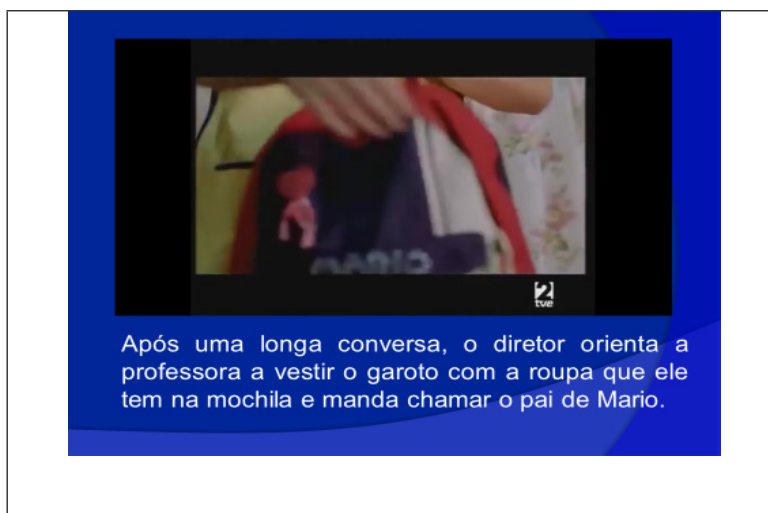 MARIO
2
tve
Após uma longa conversa, o diretor orienta a
professora a vestir o garoto com a roupa que ele
tem na mochila e manda chamar o pai de Mario.